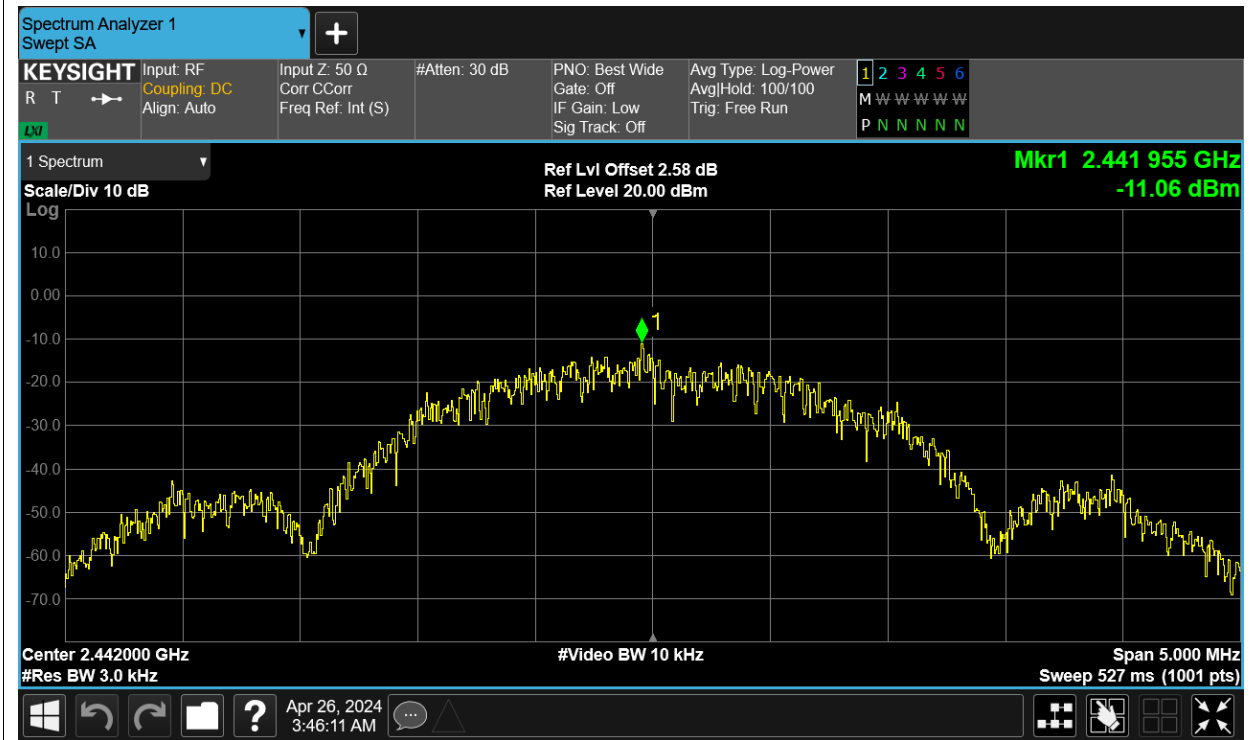 Spectrum Analyzer 1
Swept SA
+
KEYSIGHT
R T
LXI
Input: RF
Coupling: DC
Align: Auto
Input Z: 50 Ω
Corr CCorr
Freq Ref: Int (S)
#Atten: 30 dB
PNO: Best Wide
Gate: Off
IF Gain: Low
Sig Track: Off
Avg Type: Log-Power
Avg|Hold: 100/100
Trig: Free Run
1 2 3 4 5 6
M W W W W W
P N N N N N
1 Spectrum
Scale/Div 10 dB
Log
Ref Lvl Offset 2.58 dB
Ref Level 20.00 dBm
Mkr1 2.441 955 GHz
-11.06 dBm
10.0
0.00
-10.0
-20.0
-30.0
-40.0
-50.0
-60.0
-70.0
1
Center 2.442000 GHz
#Res BW 3.0 kHz
#Video BW 10 kHz
Span 5.000 MHz
Sweep 527 ms (1001 pts)
?
Apr 26, 2024
3:46:11 AM